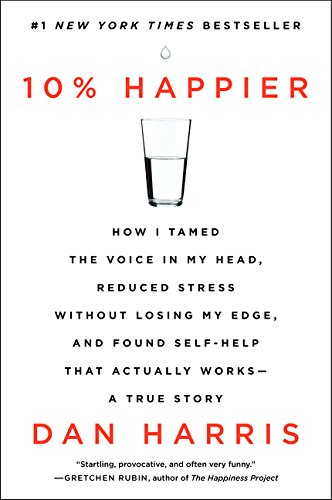 #1 NEW YORK TIMES BESTSELLER
10% HAPPIER
HOW I TAMED
THE VOICE IN MY HEAD,
REDUCED STRESS
WITHOUT LOSING MY EDGE,
AND FOUND SELF-HELP
THAT ACTUALLY WORKS—
A TRUE STORY
DAN HARRIS
"Startling, provocative, and often very funny."
—GRETCHEN RUBIN, author of The Happiness Project